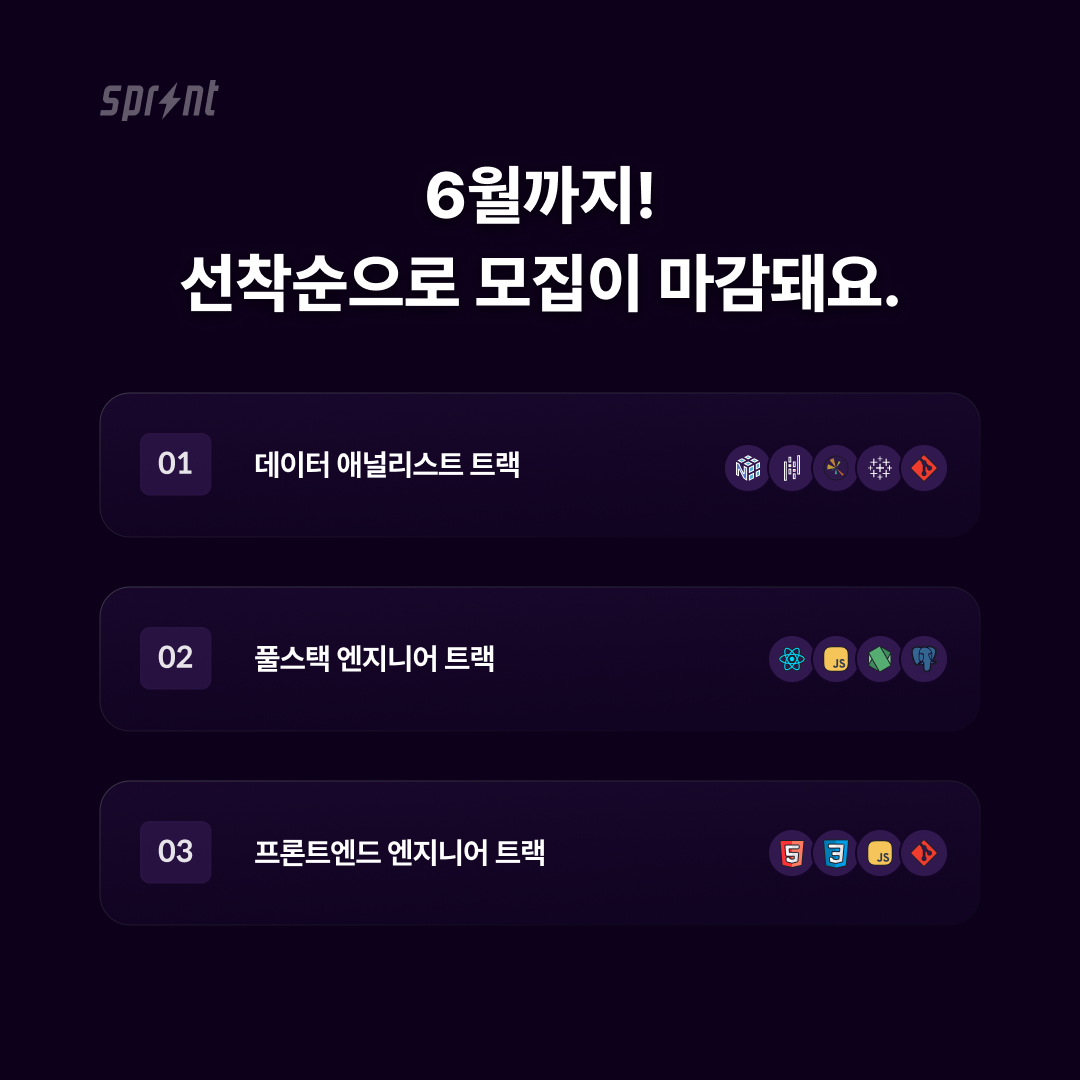 sprint
6월까지!
선착순으로 모집이 마감돼요.
01
데이터 애널리스트 트랙
N
02
풀스택 엔지니어 트랙
JS
03
프론트엔드 엔지니어 트랙
5
3
JS